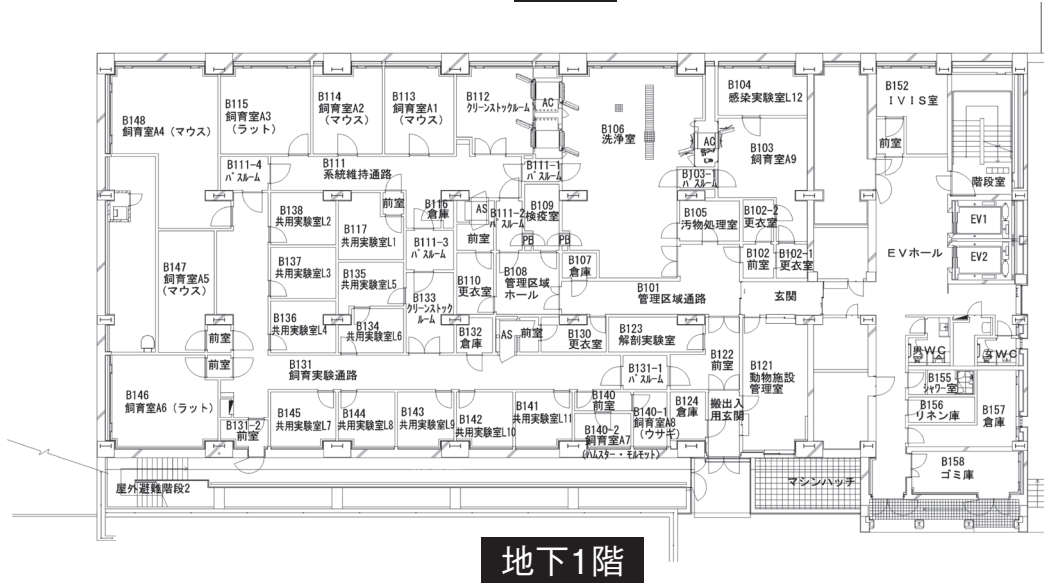 B148
飼育室A4 (マウス)
B115
飼育室A3
(ラット)
B114
飼育室A2
(マウス)
B113
飼育室A1
(マウス)
B112
クリーンストックルーム
AC
B106
洗浄室
B104
感染実験室L12
B103
飼育室A9
AC
B152
ＩＶＩＳ室
前室
階段室
B111-4
パスルーム
B111
系統維持通路
B111-1
パスルーム
B103-1
パスルーム
B138
共用実験室L2
B117
共用実験室L1
前室
B116
倉庫
AS
前室
B111-2
パスルーム
B109
検疫室
PB
PB
B105
汚物処理室
B102-2
更衣室
B102
前室
B102-1
更衣室
EV1
EV2
ＥＶホール
B147
飼育室A5
(マウス)
B137
共用実験室L3
B135
共用実験室L5
B111-3
パスルーム
B133
クリーンストック
ルーム
B110
更衣室
B108
管理区域
ホール
B107
倉庫
B101
管理区域通路
玄関
B136
共用実験室L4
B134
共用実験室L6
B132
倉庫
AS
前室
B130
更衣室
B123
解剖実験室
前室
前室
B131
飼育実験通路
B131-1
パスルーム
B122
前室
B121
動物施設
管理室
男WC
女WC
B155
シャワー室
B156
リネン庫
B157
倉庫
B146
飼育室A6 (ラット)
B131-2
前室
B145
共用実験室L7
B144
共用実験室L8
B143
共用実験室L9
B142
共用実験室L10
B141
共用実験室L11
B140
前室
B140-2
飼育室A7
(ハムスター・モルモット)
B140-1
飼育室A8
(ウサギ)
B124
倉庫
搬出入
用玄関
B158
ゴミ庫
マシンハッチ
屋外避難階段2
地下1階